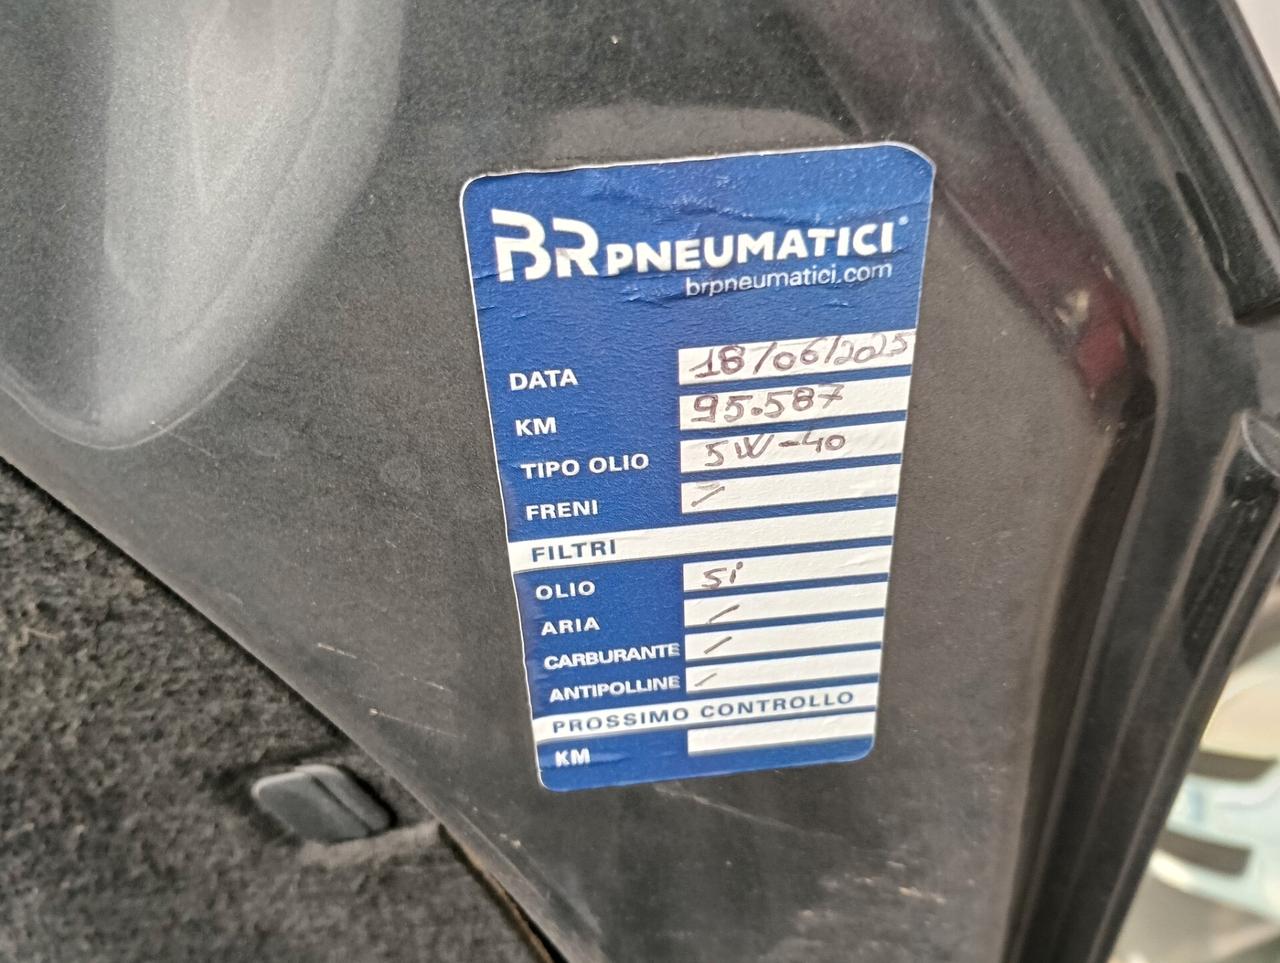 BR PNEUMATICI®
brpneumatici.com
DATA 18/06/2025
KM 95.587
TIPO OLIO 5W-40
FRENI /
FILTRI
OLIO Si
ARIA /
CARBURANTE /
ANTIPOLLINE /
PROSSIMO CONTROLLO
KM